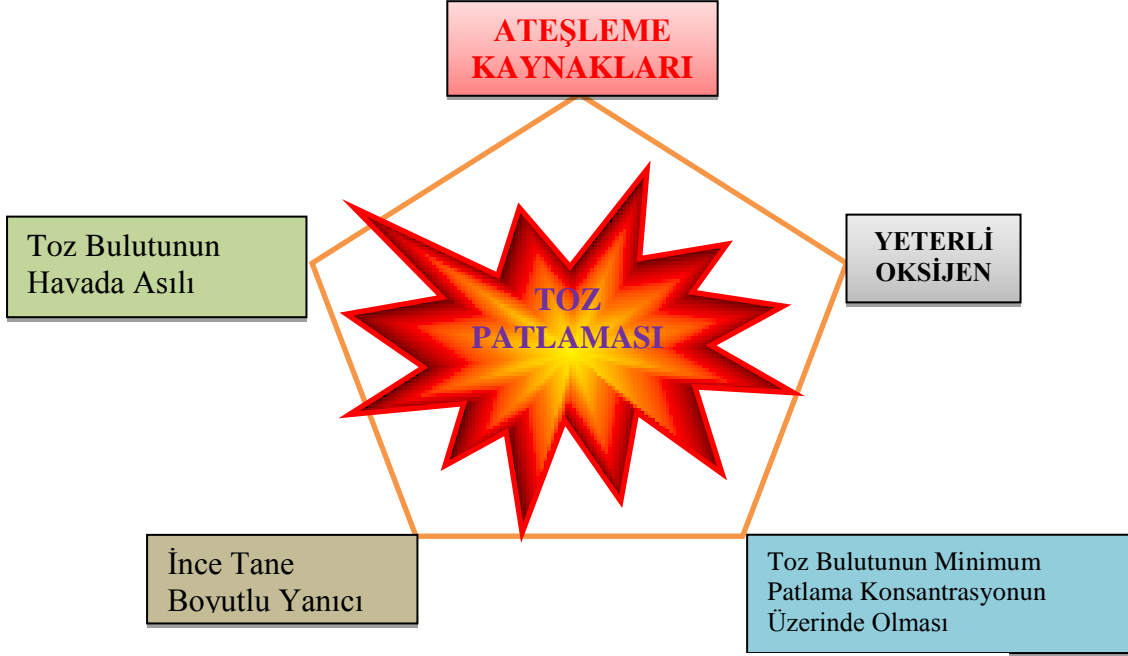 ATEŞLEME
KAYNAKLARI
Toz Bulutunun
Havada Asılı
YETERLİ
OKSİJEN
TOZ
PATLAMASI
İnce Tane
Boyutlu Yanıcı
Toz Bulutunun Minimum
Patlama Konsantrasyonun
Üzerinde Olması